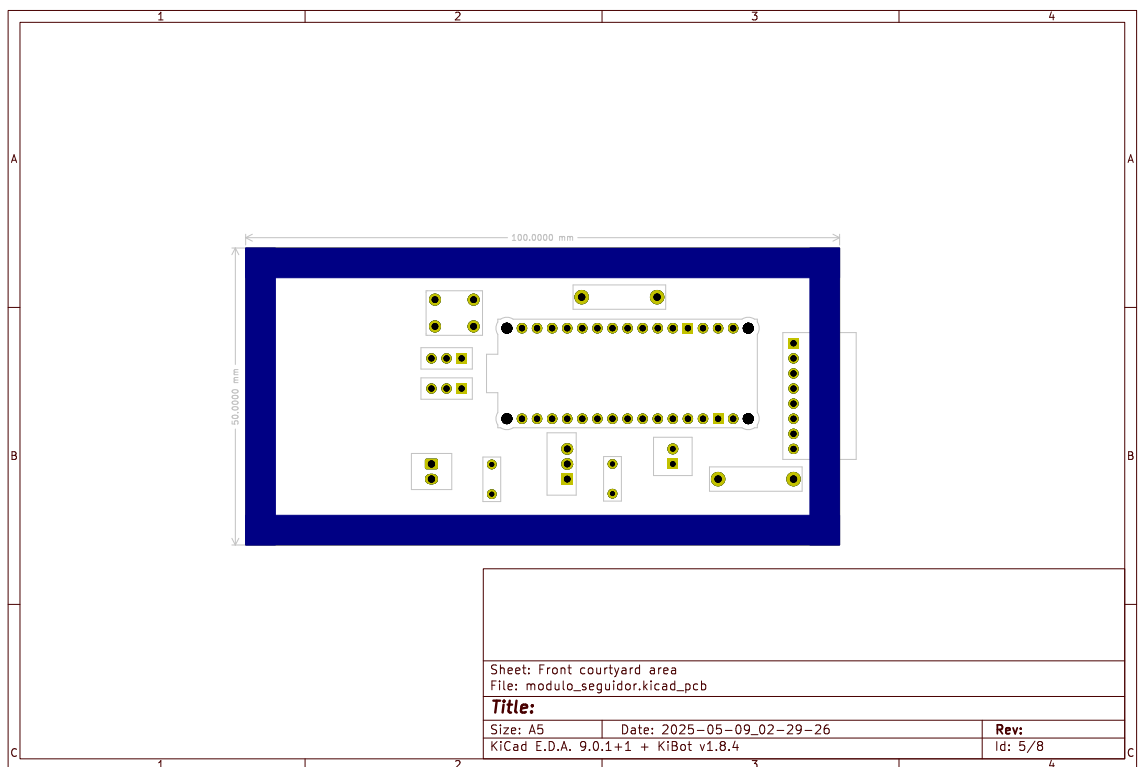 1 2 3 4
A A
100.0000 mm
50.0000 mm
B B
Sheet: Front courtyard area
File: modulo_seguidor.kicad_pcb
Title:
Size: A5 Date: 2025-05-09_02-29-26 Rev:
KiCad E.D.A. 9.0.1+1 + KiBot v1.8.4 Id: 5/8
C C
1 2 3 4